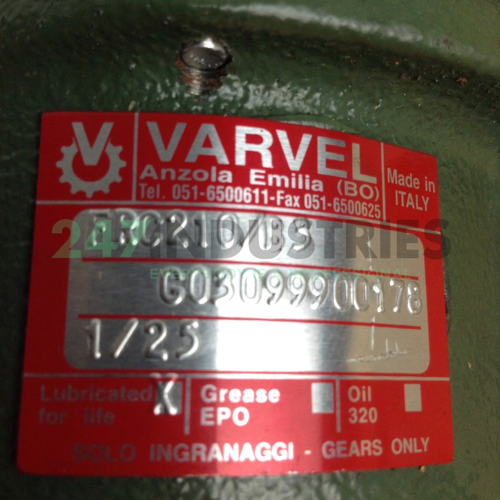 VARVEL
Anzola Emilia (BO)
Tel. 051-6500611-Fax 051-6500625
Made in
ITALY
G03099900178
1/25
Lubricated X
for life
Grease
EPO
Oil
320
SOLO INGRANAGGI - GEARS ONLY